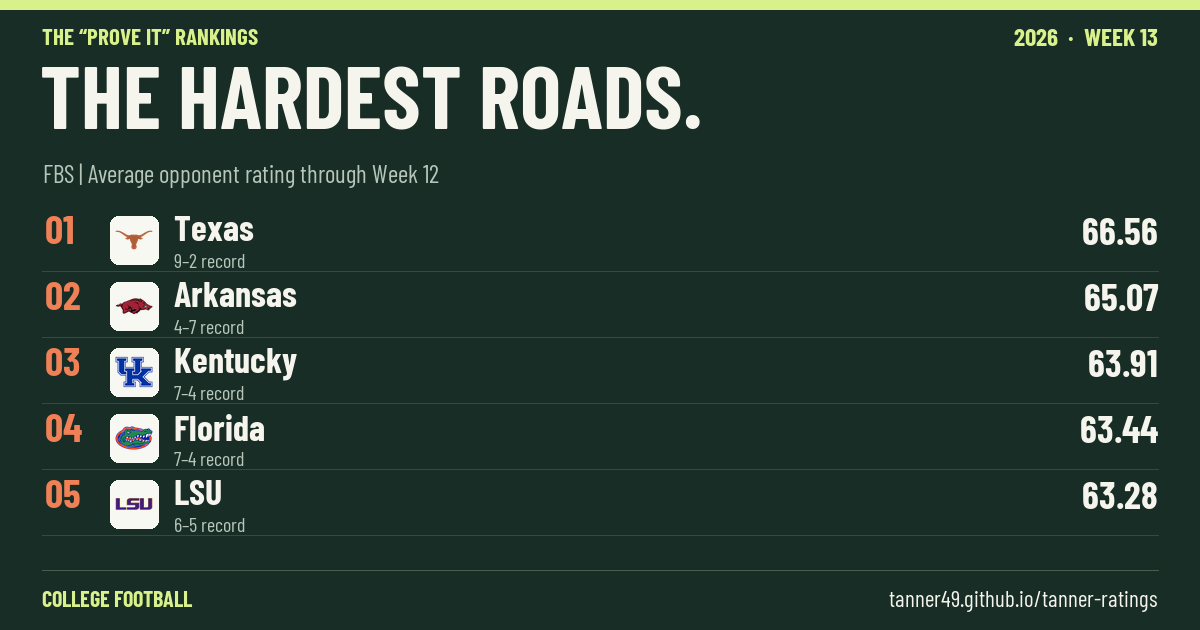 THE “PROVE IT” RANKINGS
2026 · WEEK 13
THE HARDEST ROADS.
FBS | Average opponent rating through Week 12
01 Texas 66.56
9–2 record
02 Arkansas 65.07
4–7 record
03 UK Kentucky 63.91
7–4 record
04 Florida 63.44
7–4 record
05 LSU LSU 63.28
6–5 record
COLLEGE FOOTBALL
tanner49.github.io/tanner-ratings